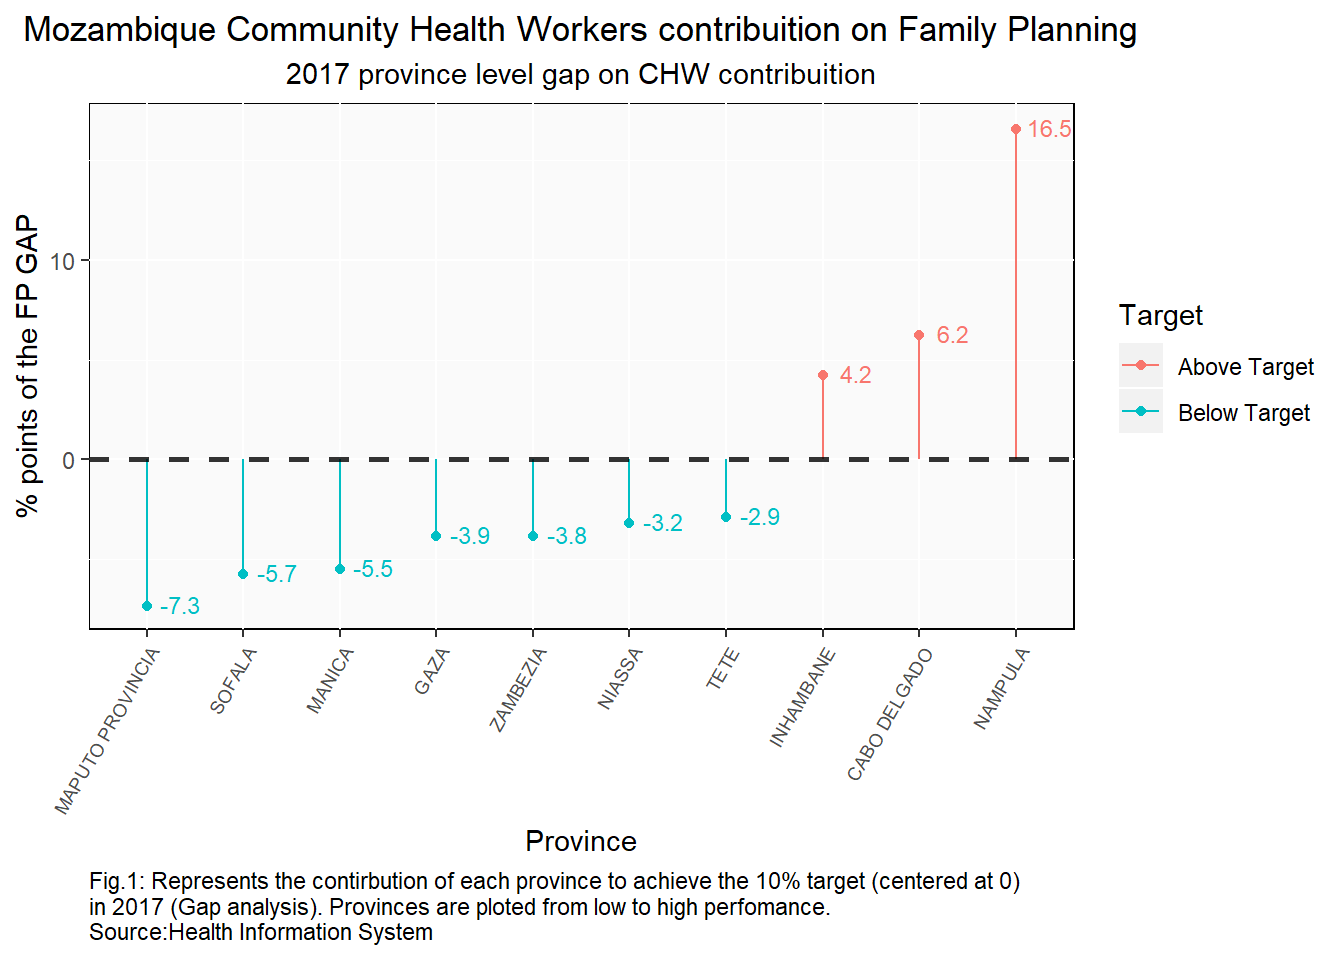 Mozambique Community Health Workers contribuition on Family Planning
2017 province level gap on CHW contribuition
% points of the FP GAP
10
0
16.5
6.2
4.2
-2.9
-3.2
-3.8
-3.9
-5.5
-5.7
-7.3
Target
Above Target
Below Target
MAPUTO PROVINCIA
SOFALA
MANICA
GAZA
ZAMBEZIA
NIASSA
TETE
INHAMBANE
CABO DELGADO
NAMPULA
Province
Fig.1: Represents the contirbution of each province to achieve the 10% target (centered at 0)
in 2017 (Gap analysis). Provinces are ploted from low to high perfomance.
Source:Health Information System